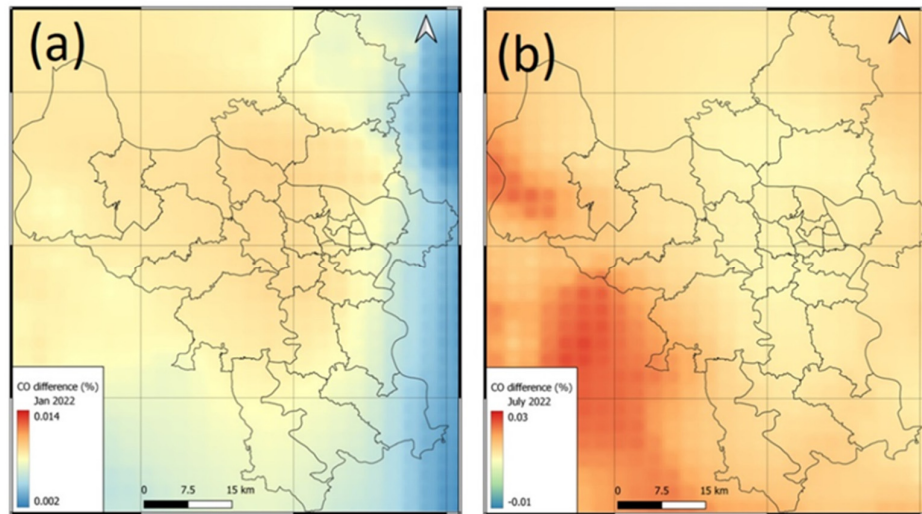 (a)
CO difference (%)
Jan 2022
0.014
0.002
0 7.5 15 km
(b)
CO difference (%)
July 2022
0.03
-0.01
0 7.5 15 km